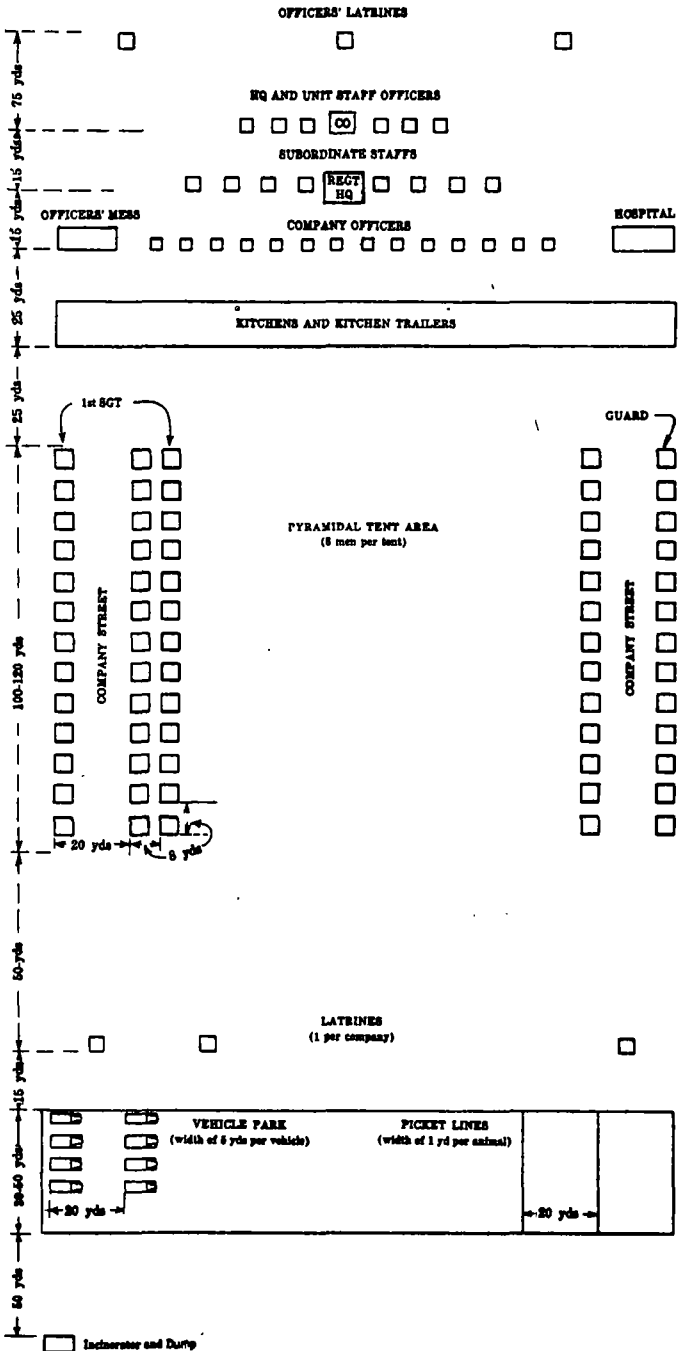 OFFICERS' LATRINES
75 yds
HQ AND UNIT STAFF OFFICERS
CO
15 yds
SUBORDINATE STAFFS
REGT
HQ
15 yds
OFFICERS' MESS
HOSPITAL
COMPANY OFFICERS
25 yds
KITCHENS AND KITCHEN TRAILERS
25 yds
1st SGT
GUARD
PYRAMIDAL TENT AREA
(8 men per tent)
COMPANY STREET
COMPANY STREET
100-120 yds
20 yds
8 yds
50 yds
LATRINES
(1 per company)
15 yds
VEHICLE PARK
(width of 5 yds per vehicle)
PICKET LINES
(width of 1 yd per animal)
yds
20 yds
20 yds
50 yds
Incinerator and Dump